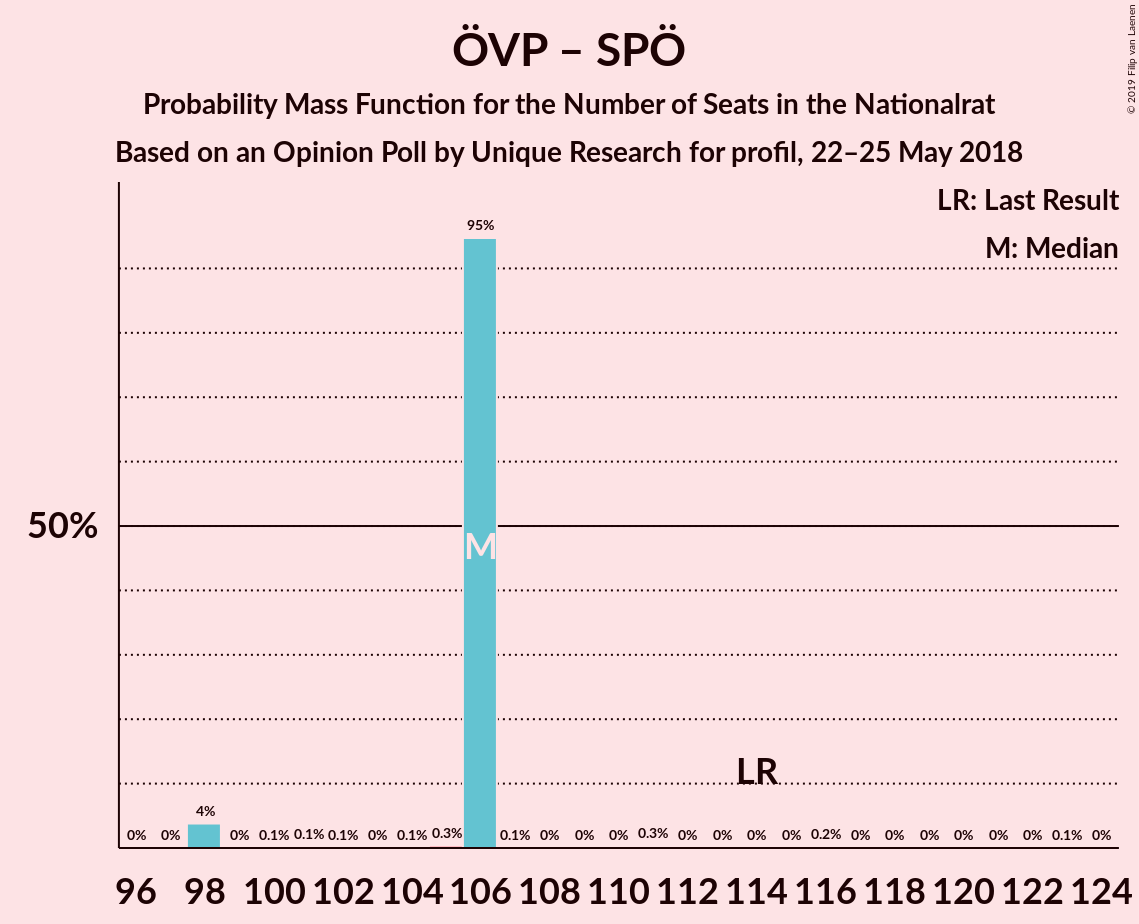 ÖVP – SPÖ
Probability Mass Function for the Number of Seats in the Nationalrat
Based on an Opinion Poll by Unique Research for profil, 22–25 May 2018
© 2019 Filip van Laenen
LR: Last Result
M: Median
95%
50%
M
LR
4%
0% 0% 0% 0.1% 0.1% 0.1% 0% 0.1% 0.3% 0.1% 0% 0% 0% 0.3% 0% 0% 0% 0% 0.2% 0% 0% 0% 0% 0% 0% 0.1% 0%
96 98 100 102 104 106 108 110 112 114 116 118 120 122 124